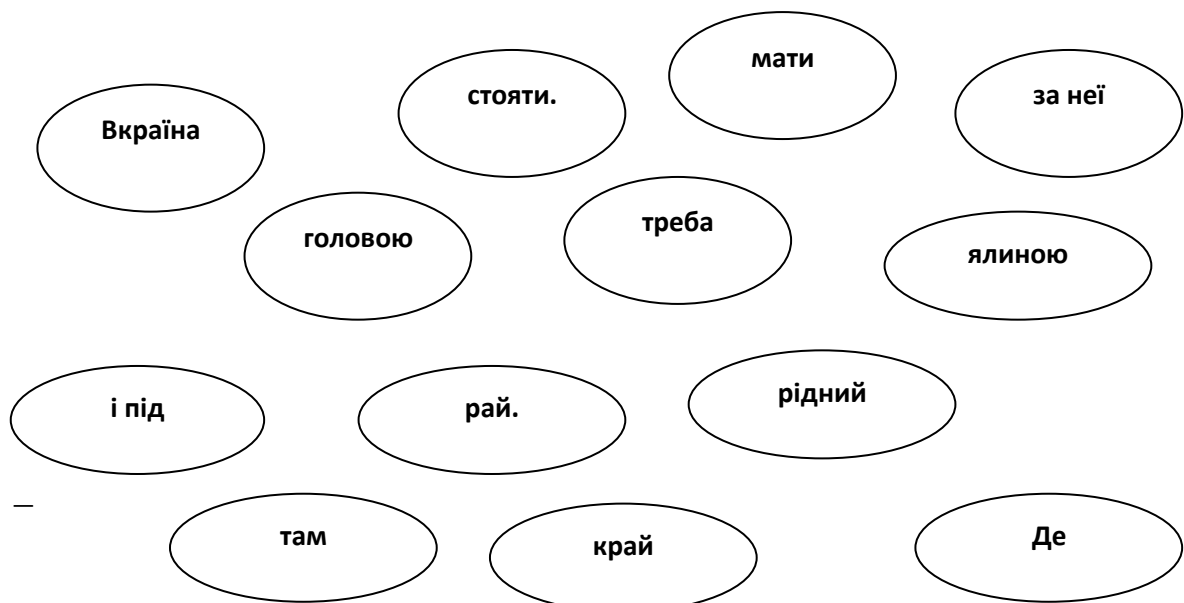 мати
стояти.
за неї
Вкраїна
треба
головою
ялиною
рідний
і під
рай.
—
там
край
Де